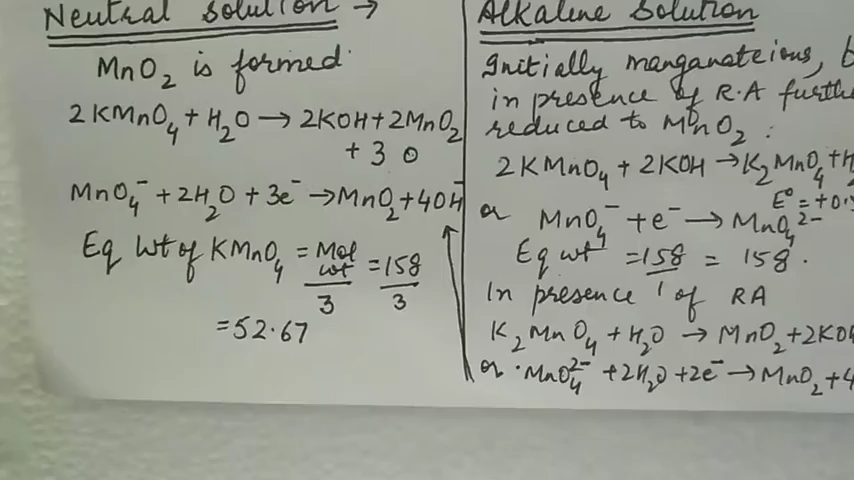 Neutral Solution →
MnO₂ is formed.
2KMnO₄ + H₂O → 2KOH + 2MnO₂
+ 3 O
MnO₄⁻ + 2H₂O + 3e⁻ → MnO₂ + 4OH⁻
Eq Wt of KMnO₄ = Mol wt / 3 = 158 / 3
= 52.67
Alkaline Solution
Initially manganate ions,
in presence of R.A
reduced to MnO₂ :
2KMnO₄ + 2KOH → K₂MnO₄ +
E° = +0.
or MnO₄⁻ + e⁻ → MnO₄²⁻
Eq wt = 158 / 1 = 158.
In presence of RA
K₂MnO₄ + H₂O → MnO₂ + 2KOH
or MnO₄²⁻ + 2H₂O + 2e⁻ → MnO₂ + 4